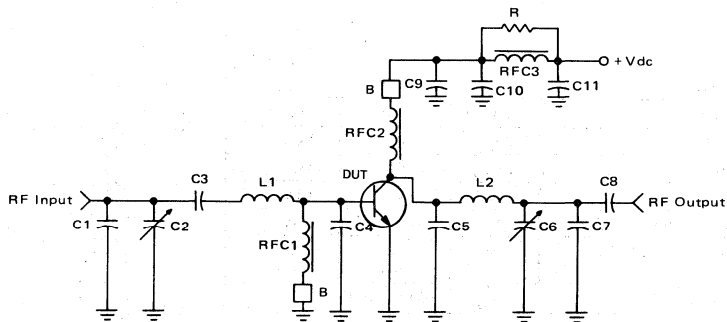 R
RFC3
+ Vdc
B
C9
C10
C11
RFC2
DUT
C3
L1
L2
C8
RF Input
RF Output
C1
C2
C4
C5
C6
C7
RFC1
B